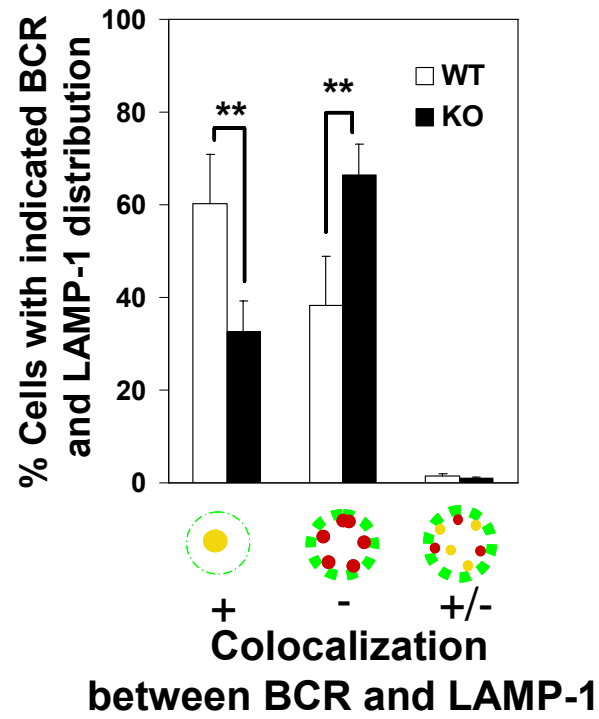 % Cells with indicated BCR
and LAMP-1 distribution
100
80
60
40
20
0
**
**
WT
KO
+
-
+/-
Colocalization
between BCR and LAMP-1